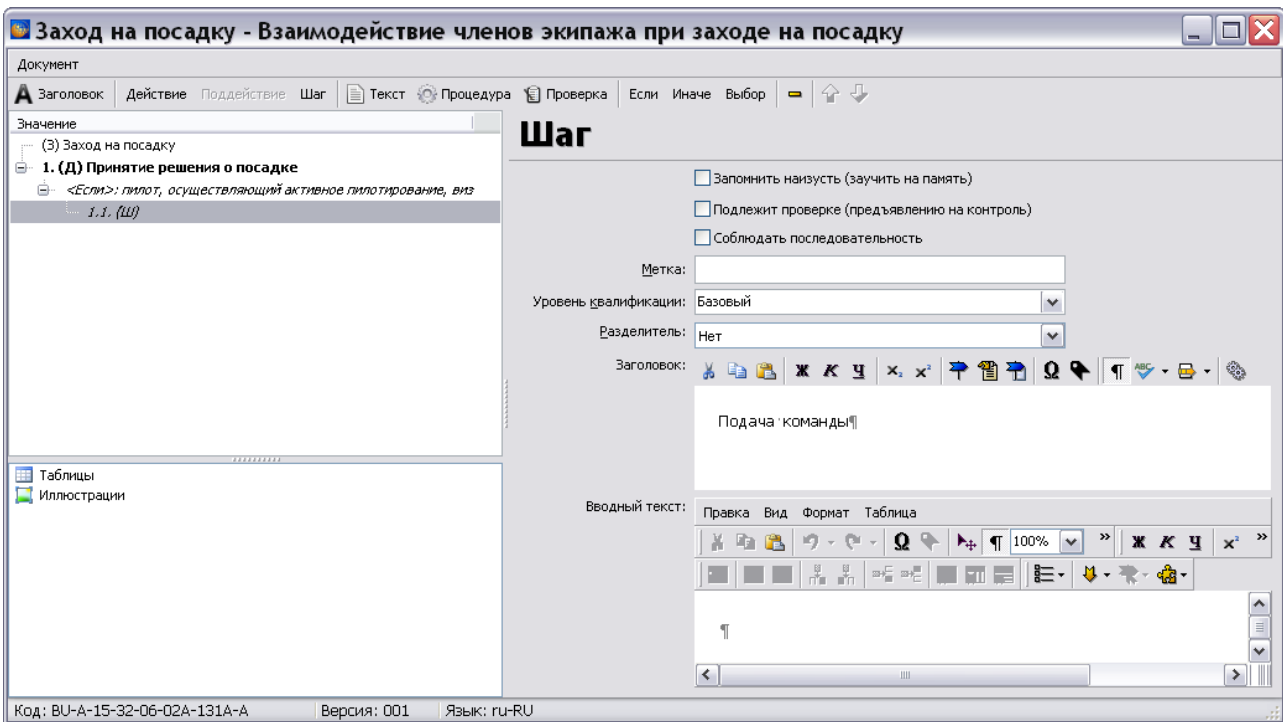 Заход на посадку - Взаимодействие членов экипажа при заходе на посадку
Документ
A Заголовок Действие Поддействие Шаг Текст Процедура Проверка Если Иначе Выбор
Значение
(З) Заход на посадку
1. (Д) Принятие решения о посадке
<Если>: пилот, осуществляющий активное пилотирование, виз
1.1. (Ш)
Таблицы
Иллюстрации
Шаг
Запомнить наизусть (заучить на память)
Подлежит проверке (предъявлению на контроль)
Соблюдать последовательность
Метка:
Уровень квалификации: Базовый
Разделитель: Нет
Заголовок: Ж К Ч x₂ x² Ω ¶ ABC
Подача·команды¶
Вводный текст: Правка Вид Формат Таблица
Ω ¶ 100% » Ж К Ч x² »
¶
Код: BU-A-15-32-06-02A-131A-A Версия: 001 Язык: ru-RU